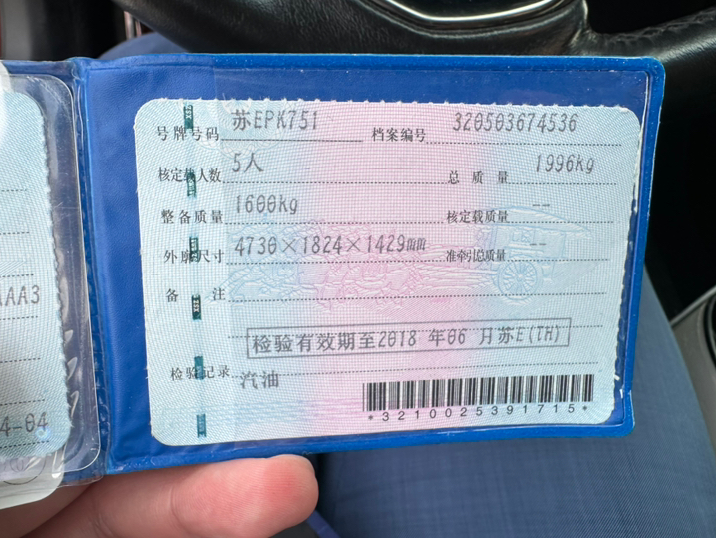 号牌号码 苏EPK751 档案编号 320503674536
核定载人数 5人 总质量 1996kg
整备质量 1600kg 核定载质量 --
外廓尺寸 4730×1824×1429mm 准牵引总质量 --
备注
检验有效期至2018年06月苏E(TH)
检验记录 汽油
*3210025391715*
AAA3
4-04